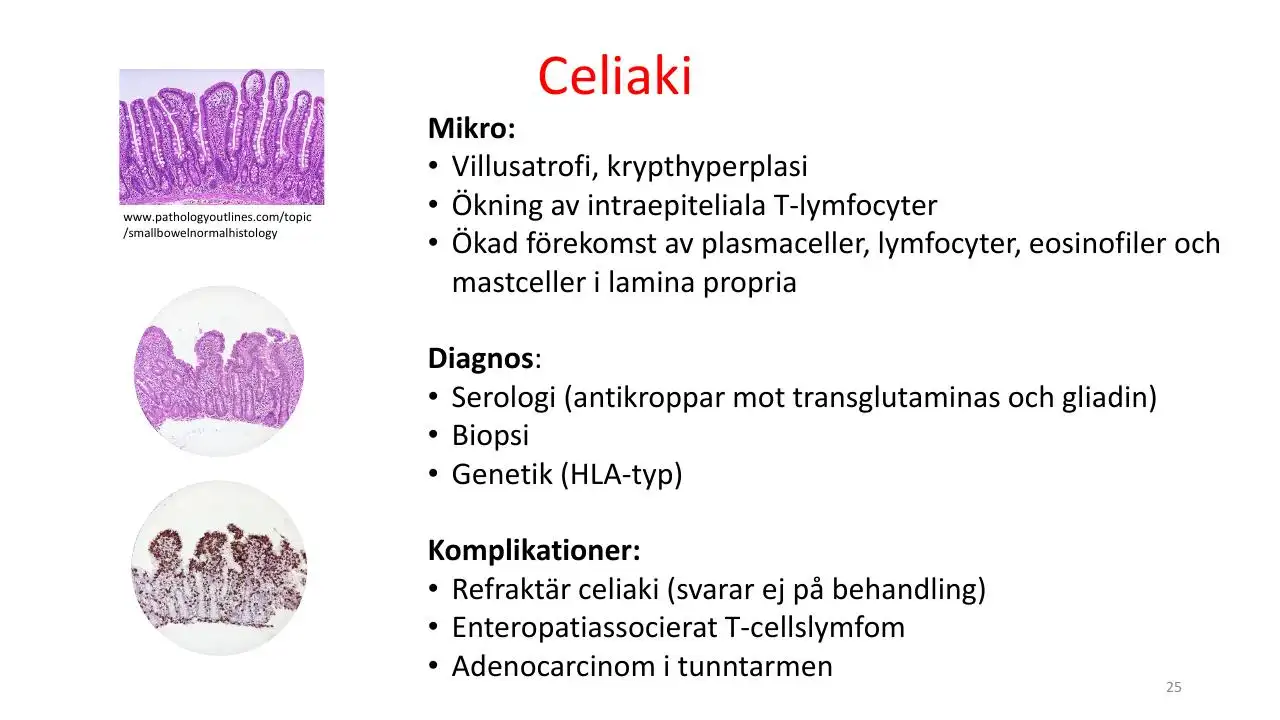 Celiaki
www.pathologyoutlines.com/topic
/smallbowelnormalhistology
Mikro:
• Villusatrofi, krypthyperplasi
• Ökning av intraepiteliala T-lymfocyter
• Ökad förekomst av plasmaceller, lymfocyter, eosinofiler och
mastceller i lamina propria
Diagnos:
• Serologi (antikroppar mot transglutaminas och gliadin)
• Biopsi
• Genetik (HLA-typ)
Komplikationer:
• Refraktär celiaki (svarar ej på behandling)
• Enteropatiassocierat T-cellslymfom
• Adenocarcinom i tunntarmen
25